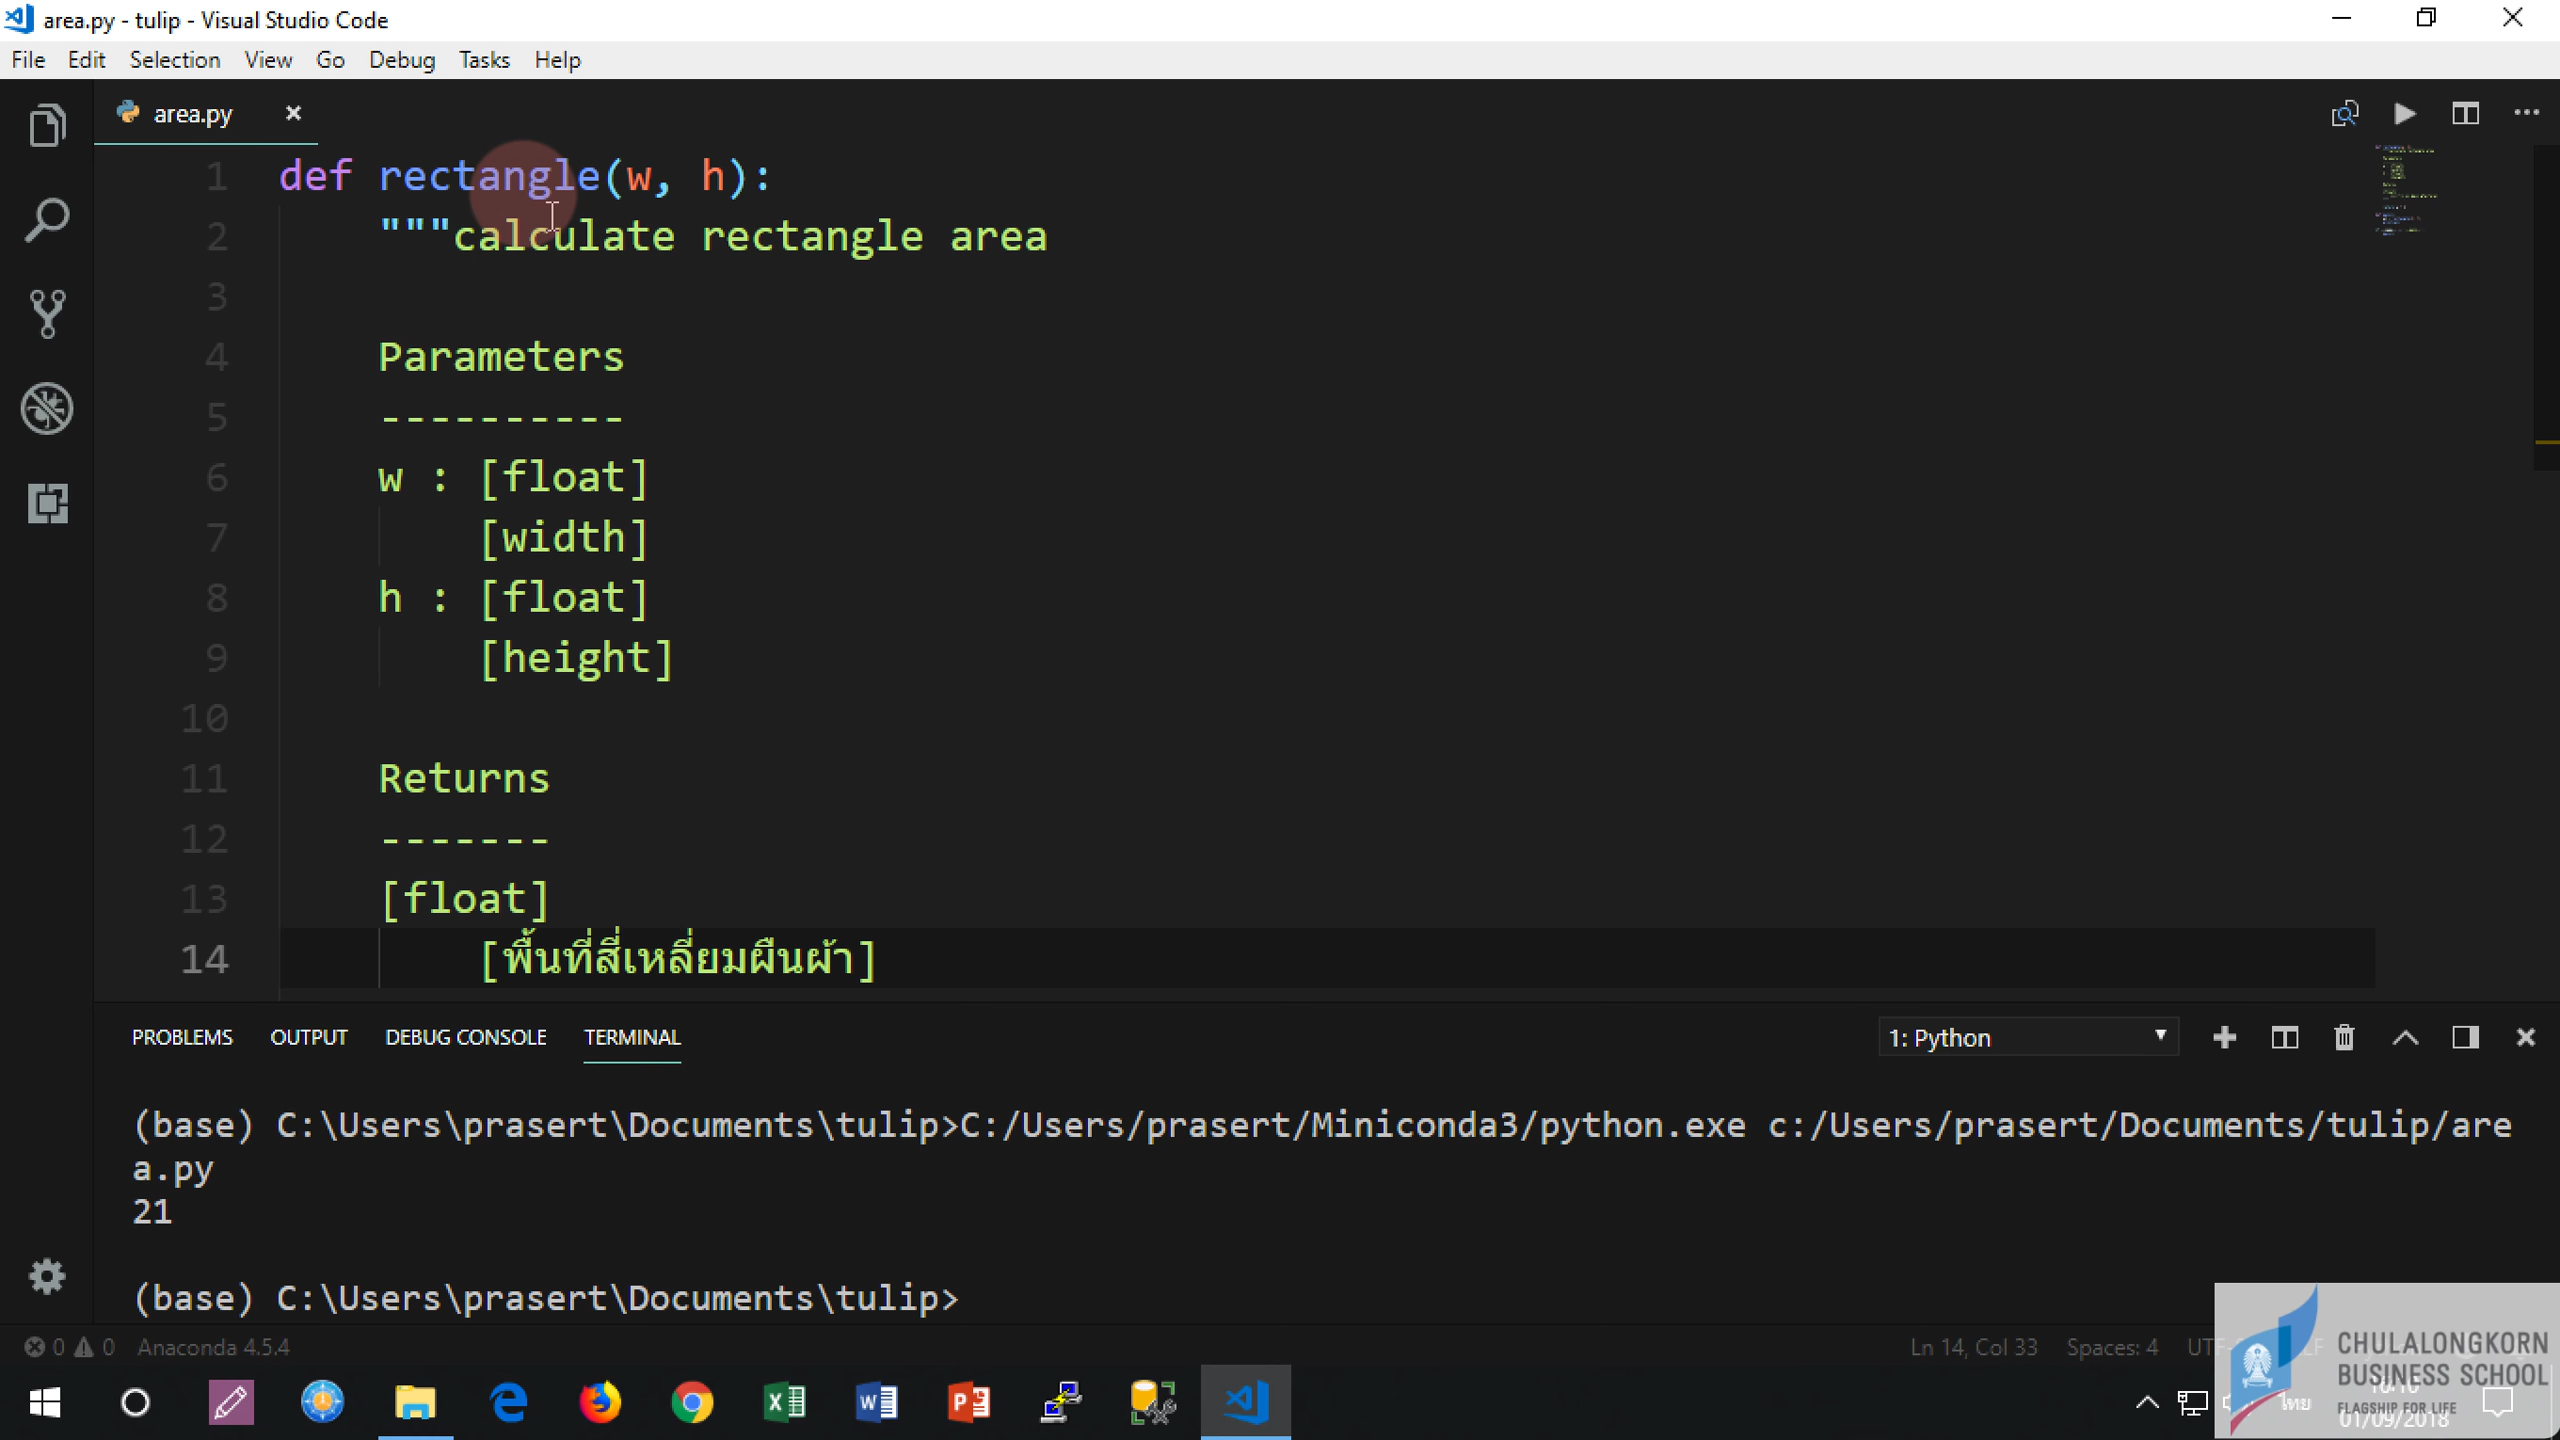 area.py - tulip - Visual Studio Code
File Edit Selection View Go Debug Tasks Help
area.py
1 def rectangle(w, h):
2 """calculate rectangle area
3
4 Parameters
5 ----------
6 w : [float]
7 [width]
8 h : [float]
9 [height]
10
11 Returns
12 -------
13 [float]
14 [พื้นที่สี่เหลี่ยมผืนผ้า]
PROBLEMS OUTPUT DEBUG CONSOLE TERMINAL 1: Python
(base) C:\Users\prasert\Documents\tulip>C:/Users/prasert/Miniconda3/python.exe c:/Users/prasert/Documents/tulip/are
a.py
21
(base) C:\Users\prasert\Documents\tulip>
0 0 Anaconda 4.5.4 Ln 14, Col 33 Spaces: 4
CHULALONGKORN
BUSINESS SCHOOL
FLAGSHIP FOR LIFE
ไทย
01/09/2018